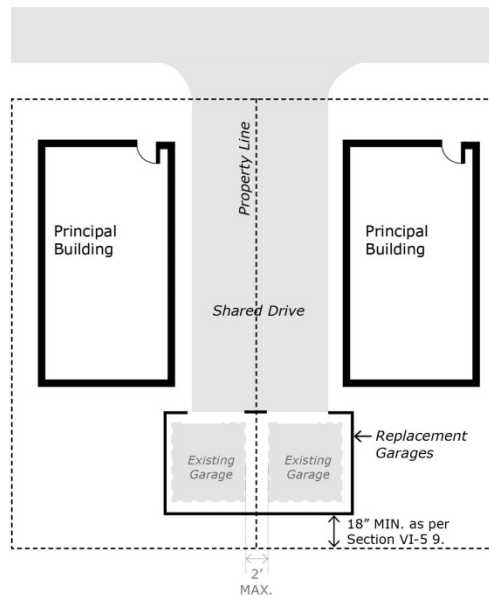 Property Line
Principal
Building
Principal
Building
Shared Drive
Existing
Garage
Existing
Garage
Replacement
Garages
18" MIN. as per
Section VI-5 9.
2'
MAX.